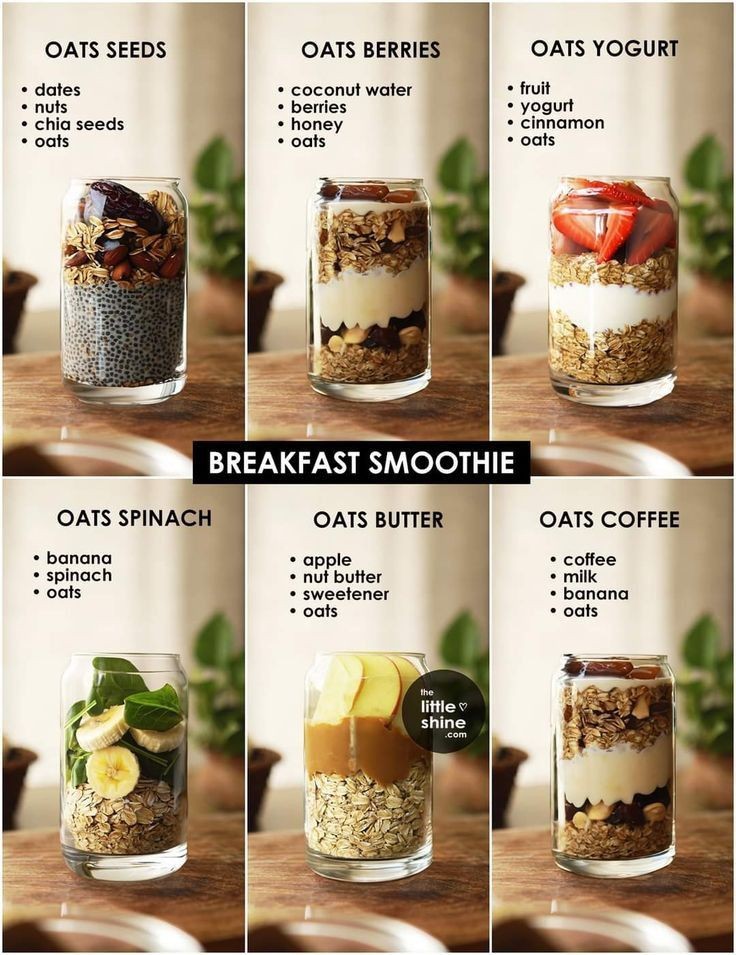 OATS SEEDS
• dates
• nuts
• chia seeds
• oats
OATS BERRIES
• coconut water
• berries
• honey
• oats
OATS YOGURT
• fruit
• yogurt
• cinnamon
• oats
BREAKFAST SMOOTHIE
OATS SPINACH
• banana
• spinach
• oats
OATS BUTTER
• apple
• nut butter
• sweetener
• oats
the
little♡
shine
.com
OATS COFFEE
• coffee
• milk
• banana
• oats